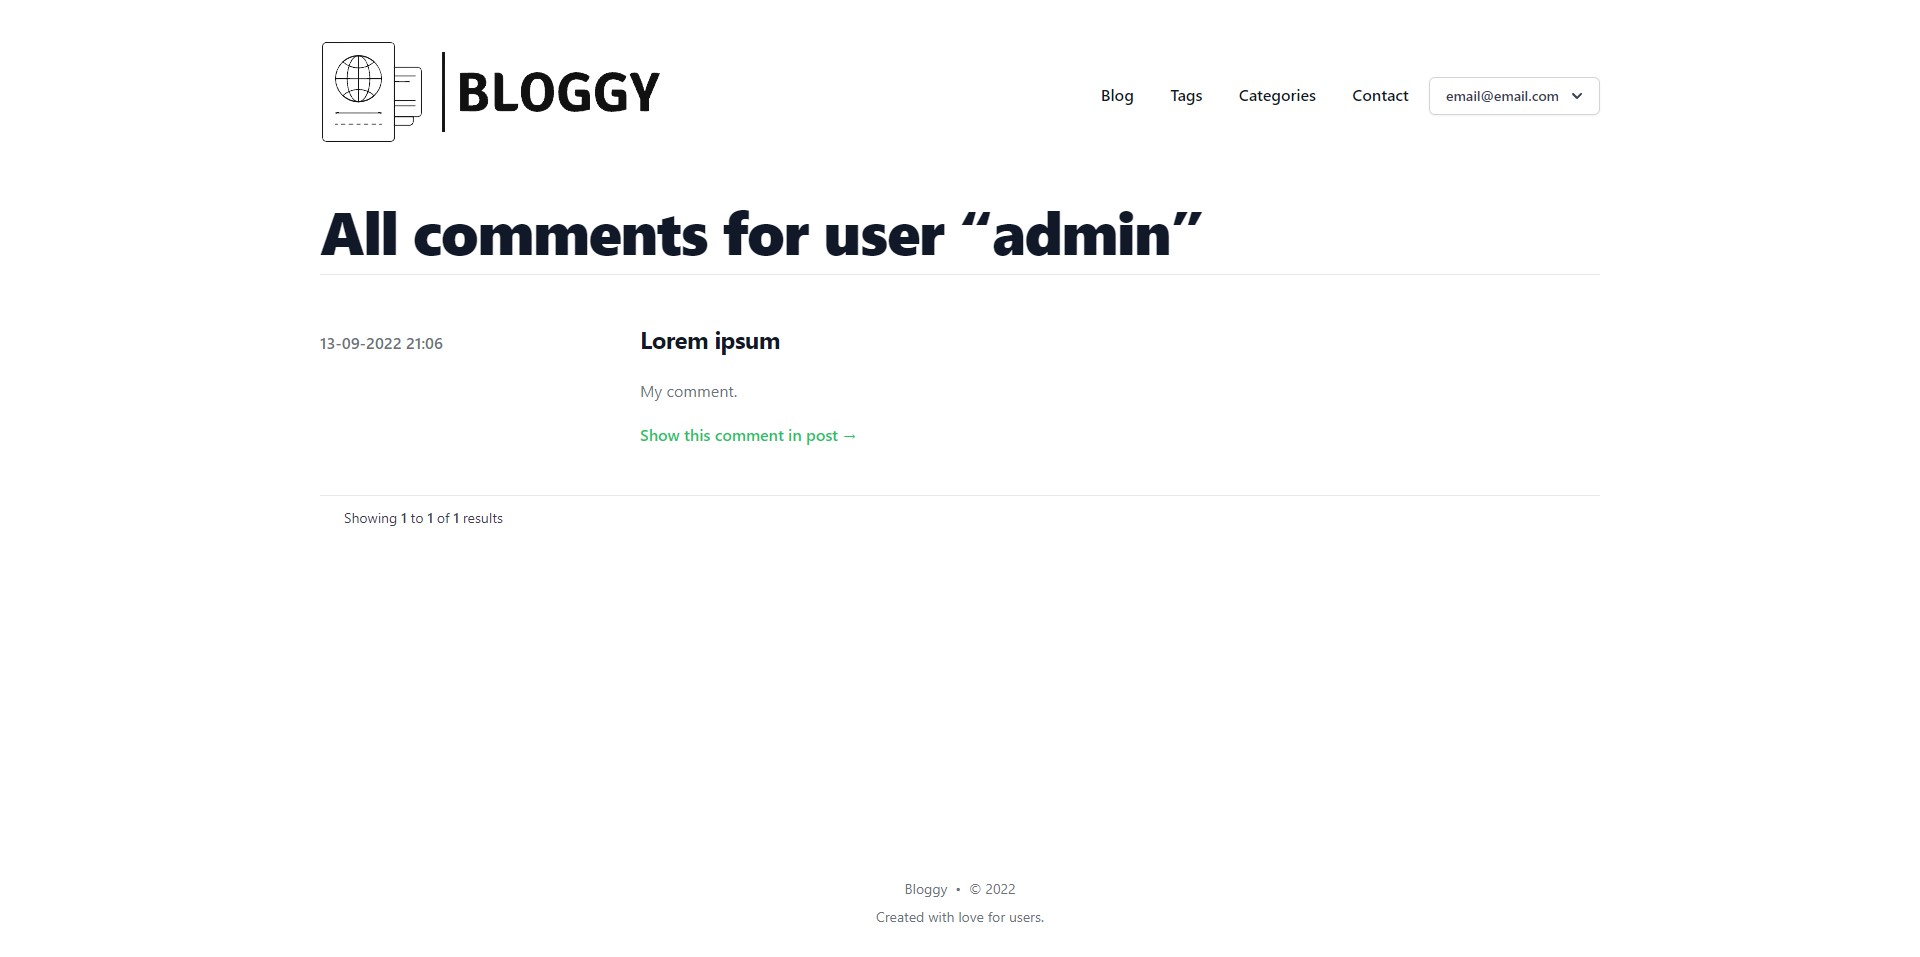 BLOGGY
Blog Tags Categories Contact email@email.com
All comments for user “admin”
13-09-2022 21:06
Lorem ipsum
My comment.
Show this comment in post →
Showing 1 to 1 of 1 results
Bloggy • © 2022
Created with love for users.